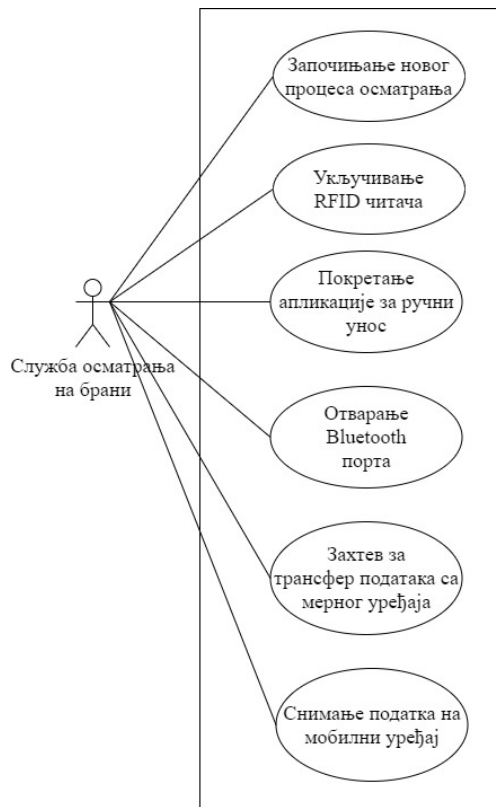 Започињање новог
процеса осматрања
Укључивање
RFID читача
Покретање
апликације за ручни
унос
Служба осматрања
на брани
Отварање
Bluetooth
порта
Захтев за
трансфер података са
мерног уређаја
Снимање податка на
мобилни уређај